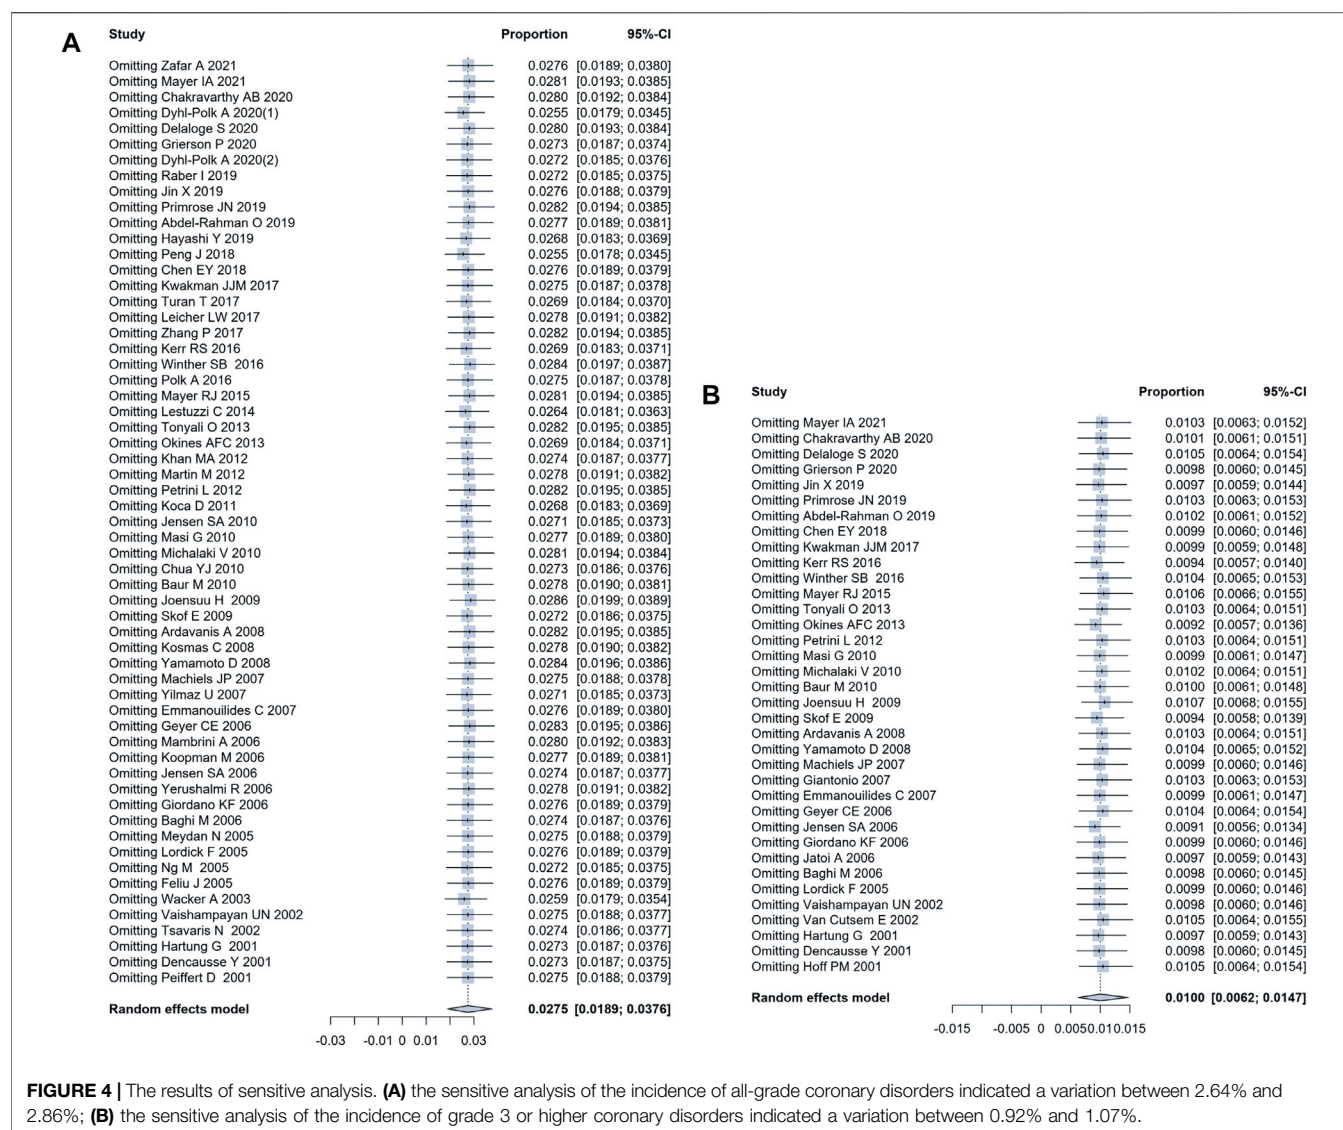 A
Study Proportion 95%-CI
Omitting Zafar A 2021 0.0276 [0.0189; 0.0380]
Omitting Mayer IA 2021 0.0281 [0.0193; 0.0385]
Omitting Chakravarthy AB 2020 0.0280 [0.0192; 0.0384]
Omitting Dyhl-Polk A 2020(1) 0.0255 [0.0179; 0.0345]
Omitting Delaloge S 2020 0.0280 [0.0193; 0.0384]
Omitting Grierson P 2020 0.0273 [0.0187; 0.0374]
Omitting Dyhl-Polk A 2020(2) 0.0272 [0.0185; 0.0376]
Omitting Raber I 2019 0.0272 [0.0185; 0.0375]
Omitting Jin X 2019 0.0276 [0.0188; 0.0379]
Omitting Primrose JN 2019 0.0282 [0.0194; 0.0385]
Omitting Abdel-Rahman O 2019 0.0277 [0.0189; 0.0381]
Omitting Hayashi Y 2019 0.0268 [0.0183; 0.0369]
Omitting Peng J 2018 0.0255 [0.0178; 0.0345]
Omitting Chen EY 2018 0.0276 [0.0189; 0.0379]
Omitting Kwakman JJM 2017 0.0275 [0.0187; 0.0378]
Omitting Turan T 2017 0.0269 [0.0184; 0.0370]
Omitting Leicher LW 2017 0.0278 [0.0191; 0.0382]
Omitting Zhang P 2017 0.0282 [0.0194; 0.0385]
Omitting Kerr RS 2016 0.0269 [0.0183; 0.0371]
Omitting Winther SB 2016 0.0284 [0.0197; 0.0387]
Omitting Polk A 2016 0.0275 [0.0187; 0.0378]
Omitting Mayer RJ 2015 0.0281 [0.0194; 0.0385]
Omitting Lestuzzi C 2014 0.0264 [0.0181; 0.0363]
Omitting Tonyali O 2013 0.0282 [0.0195; 0.0385]
Omitting Okines AFC 2013 0.0269 [0.0184; 0.0371]
Omitting Khan MA 2012 0.0274 [0.0187; 0.0377]
Omitting Martin M 2012 0.0278 [0.0191; 0.0382]
Omitting Petrini L 2012 0.0282 [0.0195; 0.0385]
Omitting Koca D 2011 0.0268 [0.0183; 0.0369]
Omitting Jensen SA 2010 0.0271 [0.0185; 0.0373]
Omitting Masi G 2010 0.0277 [0.0189; 0.0380]
Omitting Michalaki V 2010 0.0281 [0.0194; 0.0384]
Omitting Chua YJ 2010 0.0273 [0.0186; 0.0376]
Omitting Baur M 2010 0.0278 [0.0190; 0.0381]
Omitting Joensuu H 2009 0.0286 [0.0199; 0.0389]
Omitting Skof E 2009 0.0272 [0.0186; 0.0375]
Omitting Ardavanis A 2008 0.0282 [0.0195; 0.0385]
Omitting Kosmas C 2008 0.0278 [0.0190; 0.0382]
Omitting Yamamoto D 2008 0.0284 [0.0196; 0.0386]
Omitting Machiels JP 2007 0.0275 [0.0188; 0.0378]
Omitting Yilmaz U 2007 0.0271 [0.0185; 0.0373]
Omitting Emmanouilides C 2007 0.0276 [0.0189; 0.0380]
Omitting Geyer CE 2006 0.0283 [0.0195; 0.0386]
Omitting Mambrini A 2006 0.0280 [0.0192; 0.0383]
Omitting Koopman M 2006 0.0277 [0.0189; 0.0381]
Omitting Jensen SA 2006 0.0274 [0.0187; 0.0377]
Omitting Yerushalmi R 2006 0.0278 [0.0191; 0.0382]
Omitting Giordano KF 2006 0.0276 [0.0189; 0.0379]
Omitting Baghi M 2006 0.0274 [0.0187; 0.0376]
Omitting Meydan N 2005 0.0275 [0.0188; 0.0379]
Omitting Lordick F 2005 0.0276 [0.0189; 0.0379]
Omitting Ng M 2005 0.0272 [0.0185; 0.0375]
Omitting Feliu J 2005 0.0276 [0.0189; 0.0379]
Omitting Wacker A 2003 0.0259 [0.0179; 0.0354]
Omitting Vaishampayan UN 2002 0.0275 [0.0188; 0.0377]
Omitting Tsavaris N 2002 0.0274 [0.0186; 0.0377]
Omitting Hartung G 2001 0.0273 [0.0187; 0.0376]
Omitting Dencausse Y 2001 0.0273 [0.0187; 0.0375]
Omitting Peiffert D 2001 0.0275 [0.0188; 0.0379]
Random effects model 0.0275 [0.0189; 0.0376]
-0.03 -0.01 0 0.01 0.03
B
Study Proportion 95%-CI
Omitting Mayer IA 2021 0.0103 [0.0063; 0.0152]
Omitting Chakravarthy AB 2020 0.0101 [0.0061; 0.0151]
Omitting Delaloge S 2020 0.0105 [0.0064; 0.0154]
Omitting Grierson P 2020 0.0098 [0.0060; 0.0145]
Omitting Jin X 2019 0.0097 [0.0059; 0.0144]
Omitting Primrose JN 2019 0.0103 [0.0063; 0.0153]
Omitting Abdel-Rahman O 2019 0.0102 [0.0061; 0.0152]
Omitting Chen EY 2018 0.0099 [0.0060; 0.0146]
Omitting Kwakman JJM 2017 0.0099 [0.0059; 0.0148]
Omitting Kerr RS 2016 0.0094 [0.0057; 0.0140]
Omitting Winther SB 2016 0.0104 [0.0065; 0.0153]
Omitting Mayer RJ 2015 0.0106 [0.0066; 0.0155]
Omitting Tonyali O 2013 0.0103 [0.0064; 0.0151]
Omitting Okines AFC 2013 0.0092 [0.0057; 0.0136]
Omitting Petrini L 2012 0.0103 [0.0064; 0.0151]
Omitting Masi G 2010 0.0099 [0.0061; 0.0147]
Omitting Michalaki V 2010 0.0102 [0.0064; 0.0151]
Omitting Baur M 2010 0.0100 [0.0061; 0.0148]
Omitting Joensuu H 2009 0.0107 [0.0068; 0.0155]
Omitting Skof E 2009 0.0094 [0.0058; 0.0139]
Omitting Ardavanis A 2008 0.0103 [0.0064; 0.0151]
Omitting Yamamoto D 2008 0.0104 [0.0065; 0.0152]
Omitting Machiels JP 2007 0.0099 [0.0060; 0.0146]
Omitting Giantonio 2007 0.0103 [0.0063; 0.0153]
Omitting Emmanouilides C 2007 0.0099 [0.0061; 0.0147]
Omitting Geyer CE 2006 0.0104 [0.0064; 0.0154]
Omitting Jensen SA 2006 0.0091 [0.0056; 0.0134]
Omitting Giordano KF 2006 0.0099 [0.0060; 0.0146]
Omitting Jatoi A 2006 0.0097 [0.0059; 0.0143]
Omitting Baghi M 2006 0.0098 [0.0060; 0.0145]
Omitting Lordick F 2005 0.0099 [0.0060; 0.0146]
Omitting Vaishampayan UN 2002 0.0098 [0.0060; 0.0146]
Omitting Van Cutsem E 2002 0.0105 [0.0064; 0.0155]
Omitting Hartung G 2001 0.0097 [0.0059; 0.0143]
Omitting Dencausse Y 2001 0.0098 [0.0060; 0.0145]
Omitting Hoff PM 2001 0.0105 [0.0064; 0.0154]
Random effects model 0.0100 [0.0062; 0.0147]
-0.015 -0.005 0 0.005 0.010 0.015
FIGURE 4 | The results of sensitive analysis. (A) the sensitive analysis of the incidence of all-grade coronary disorders indicated a variation between 2.64% and
2.86%; (B) the sensitive analysis of the incidence of grade 3 or higher coronary disorders indicated a variation between 0.92% and 1.07%.